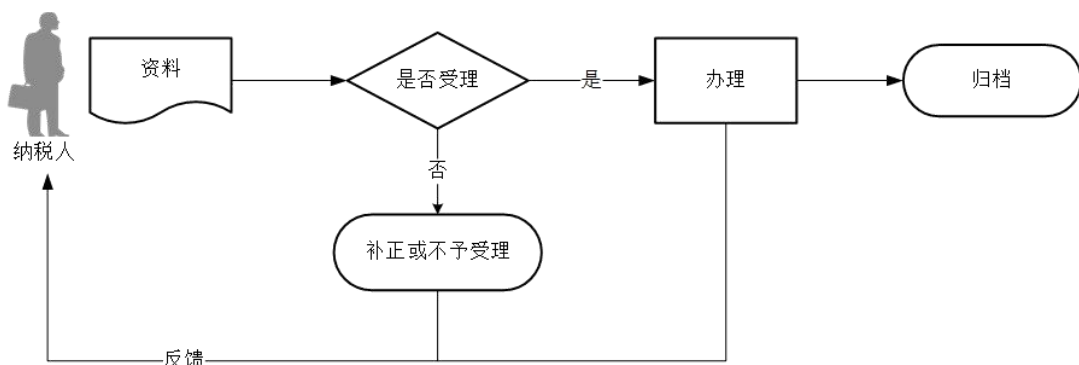 纳税人
资料
是否受理
是
办理
归档
否
补正或不予受理
反馈